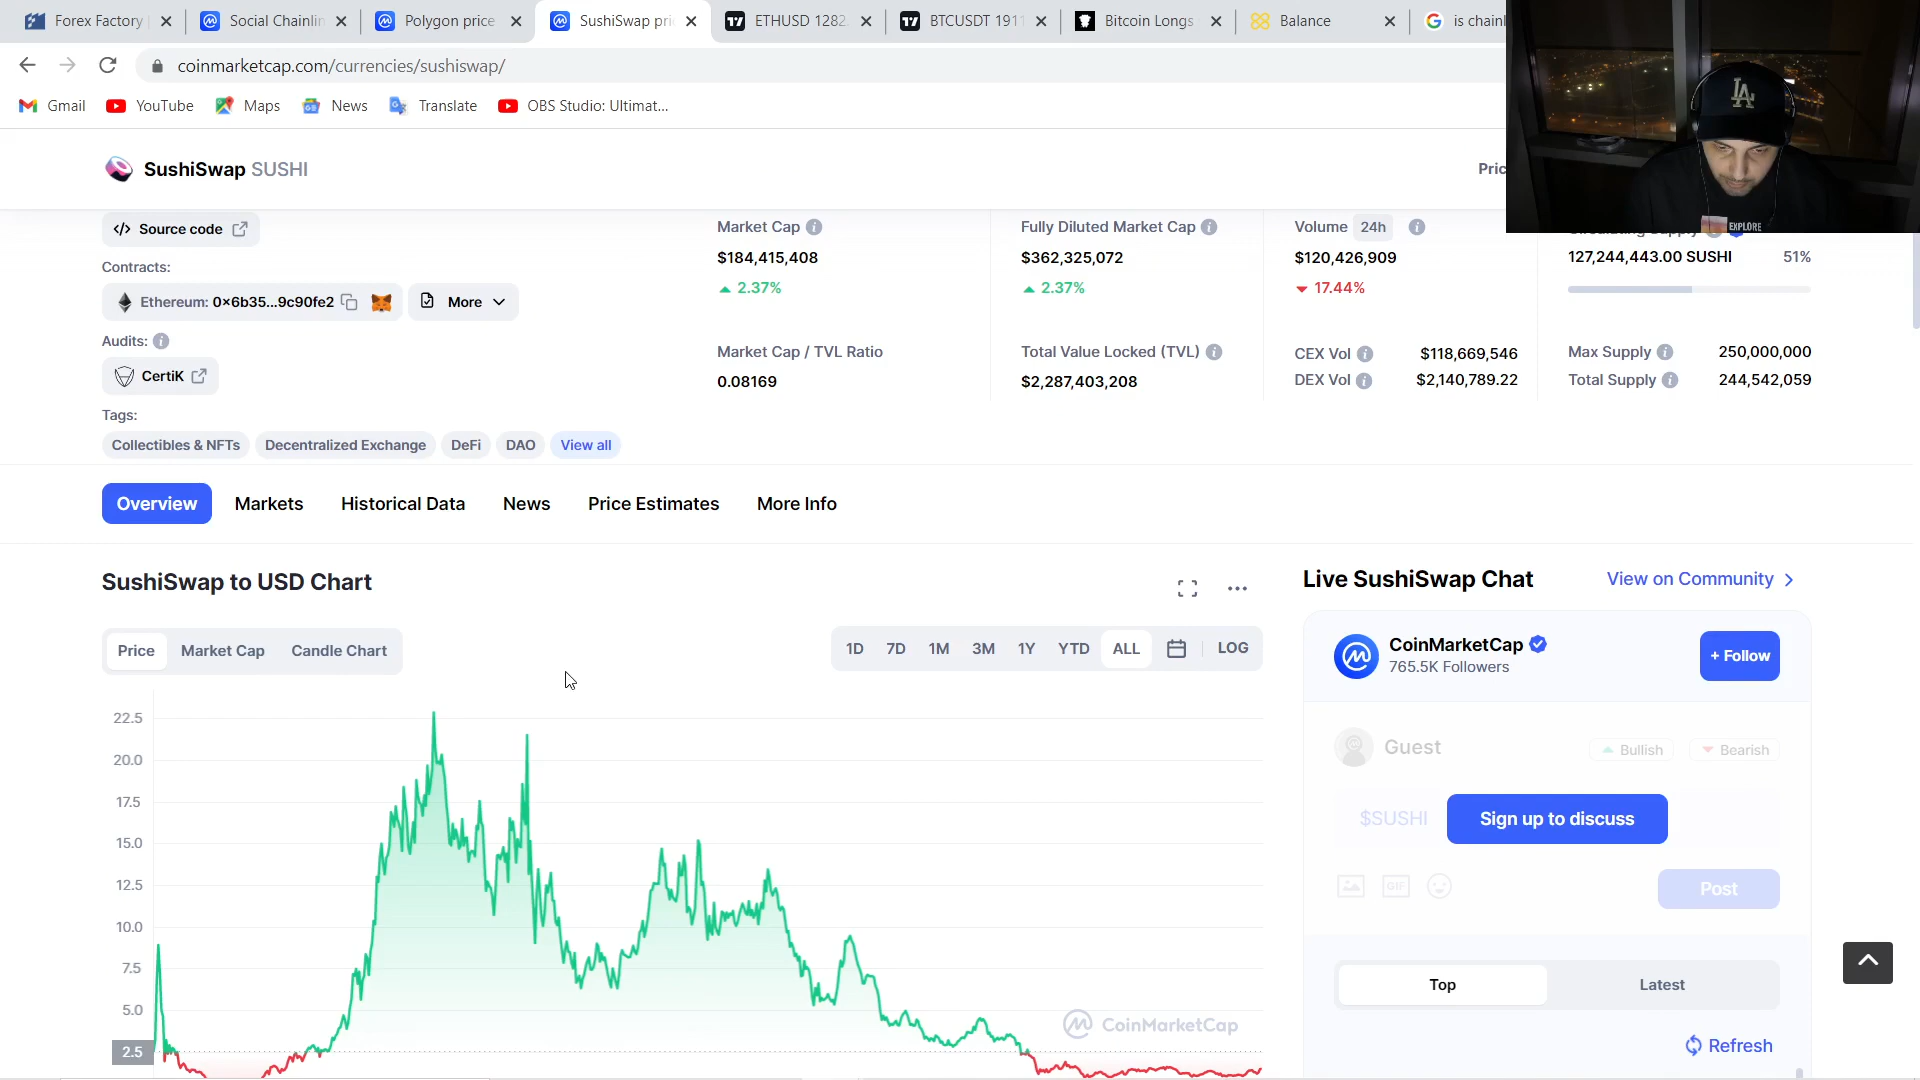 Forex Factory
Social Chainlin
Polygon price
SushiSwap pri
ETHUSD 1282
BTCUSDT 1911
Bitcoin Longs
Balance
is chainl
coinmarketcap.com/currencies/sushiswap/
Gmail
YouTube
Maps
News
Translate
OBS Studio: Ultimat...
SushiSwap SUSHI
Pric
LA
EXPLORE
Source code
Contracts:
Ethereum: 0x6b35...9c90fe2
More
Audits:
CertiK
Tags:
Collectibles & NFTs
Decentralized Exchange
DeFi
DAO
View all
Market Cap
$184,415,408
2.37%
Market Cap / TVL Ratio
0.08169
Fully Diluted Market Cap
$362,325,072
2.37%
Total Value Locked (TVL)
$2,287,403,208
Volume 24h
$120,426,909
17.44%
CEX Vol $118,669,546
DEX Vol $2,140,789.22
Circulating Supply
127,244,443.00 SUSHI 51%
Max Supply 250,000,000
Total Supply 244,542,059
Overview
Markets
Historical Data
News
Price Estimates
More Info
SushiSwap to USD Chart
Price
Market Cap
Candle Chart
1D
7D
1M
3M
1Y
YTD
ALL
LOG
22.5
20.0
17.5
15.0
12.5
10.0
7.5
5.0
2.5
CoinMarketCap
Live SushiSwap Chat
View on Community
CoinMarketCap
765.5K Followers
+ Follow
Guest
Bullish
Bearish
$SUSHI
Sign up to discuss
GIF
Post
Top
Latest
Refresh